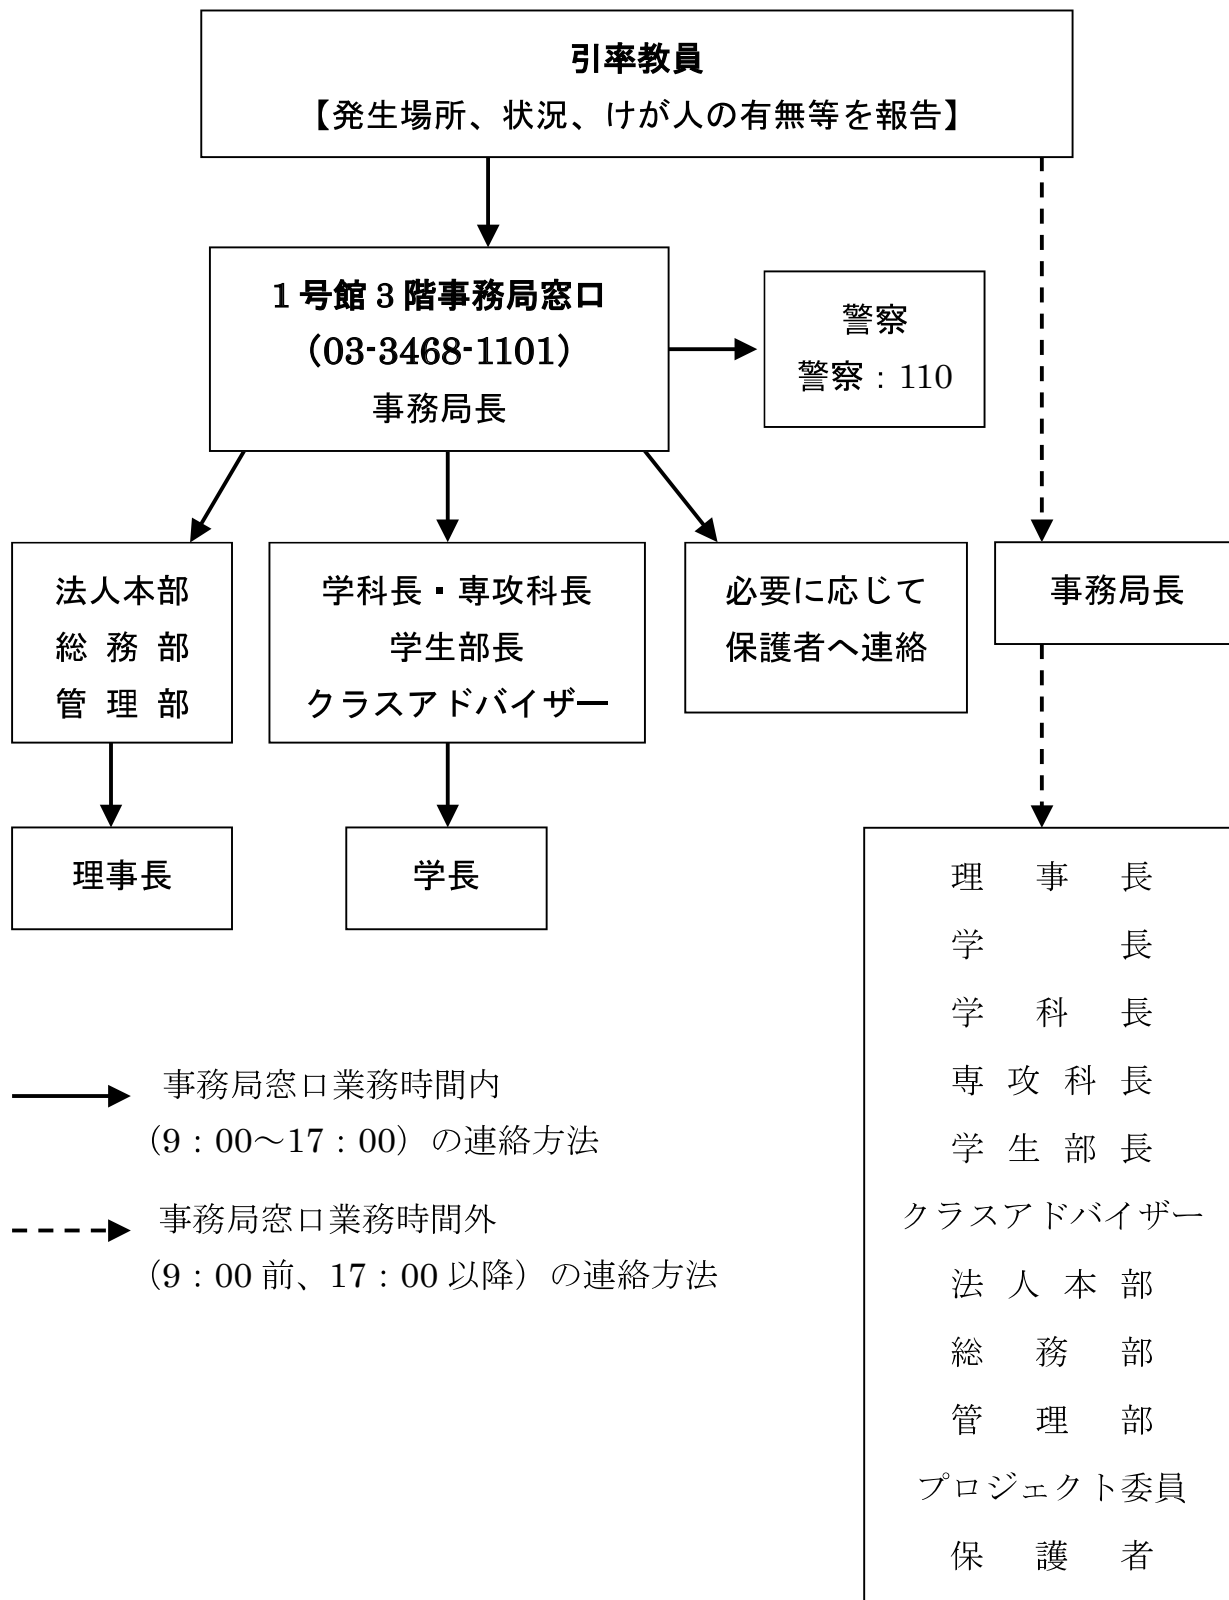 引率教員
【発生場所、状況、けが人の有無等を報告】
1 号館 3 階事務局窓口
（03-3468-1101）
事務局長
警察
警察：110
法人本部
総 務 部
管 理 部
学科長・専攻科長
学生部長
クラスアドバイザー
必要に応じて
保護者へ連絡
事務局長
理事長
学長
理 事 長
学 長
学 科 長
専 攻 科 長
学 生 部 長
クラスアドバイザー
法 人 本 部
総 務 部
管 理 部
プロジェクト委員
保 護 者
事務局窓口業務時間内
（9：00～17：00）の連絡方法
事務局窓口業務時間外
（9：00 前、17：00 以降）の連絡方法